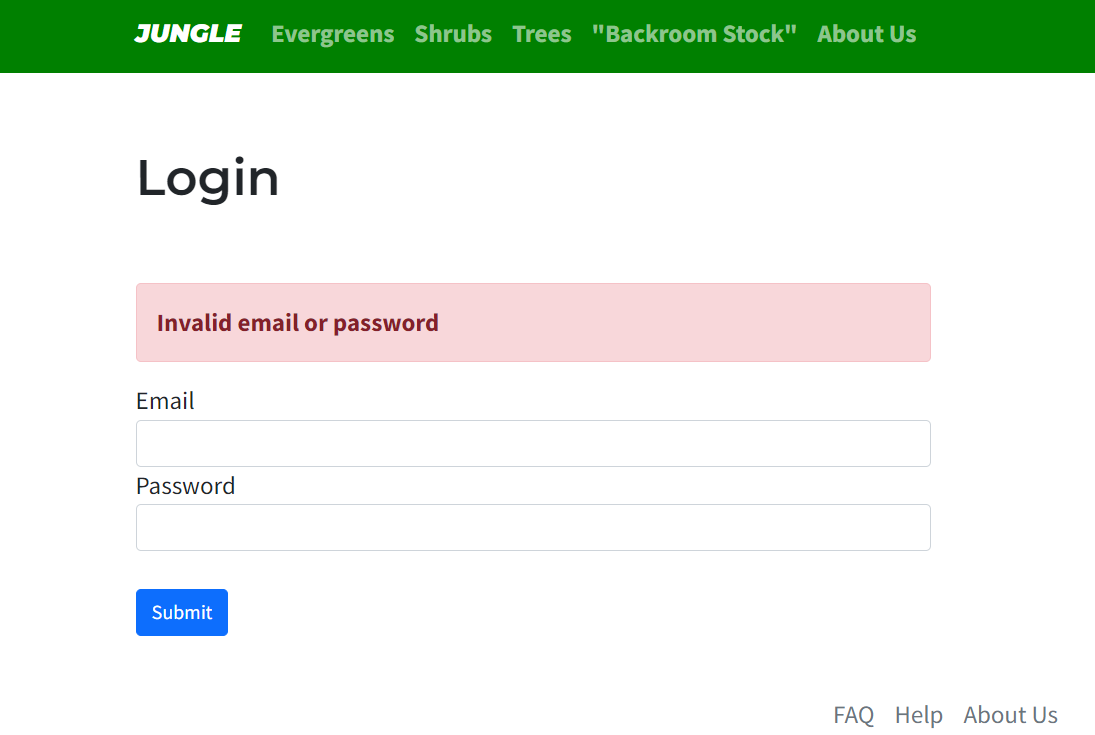 JUNGLE Evergreens Shrubs Trees "Backroom Stock" About Us
Login
Invalid email or password
Email
Password
Submit
FAQ Help About Us